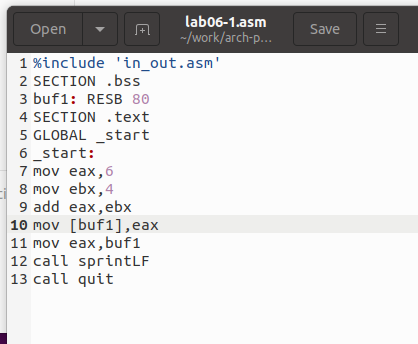 Open lab06-1.asm Save
~/work/arch-p...
1 %include 'in_out.asm'
2 SECTION .bss
3 buf1: RESB 80
4 SECTION .text
5 GLOBAL _start
6 _start:
7 mov eax,6
8 mov ebx,4
9 add eax,ebx
10 mov [buf1],eax
11 mov eax,buf1
12 call sprintLF
13 call quit